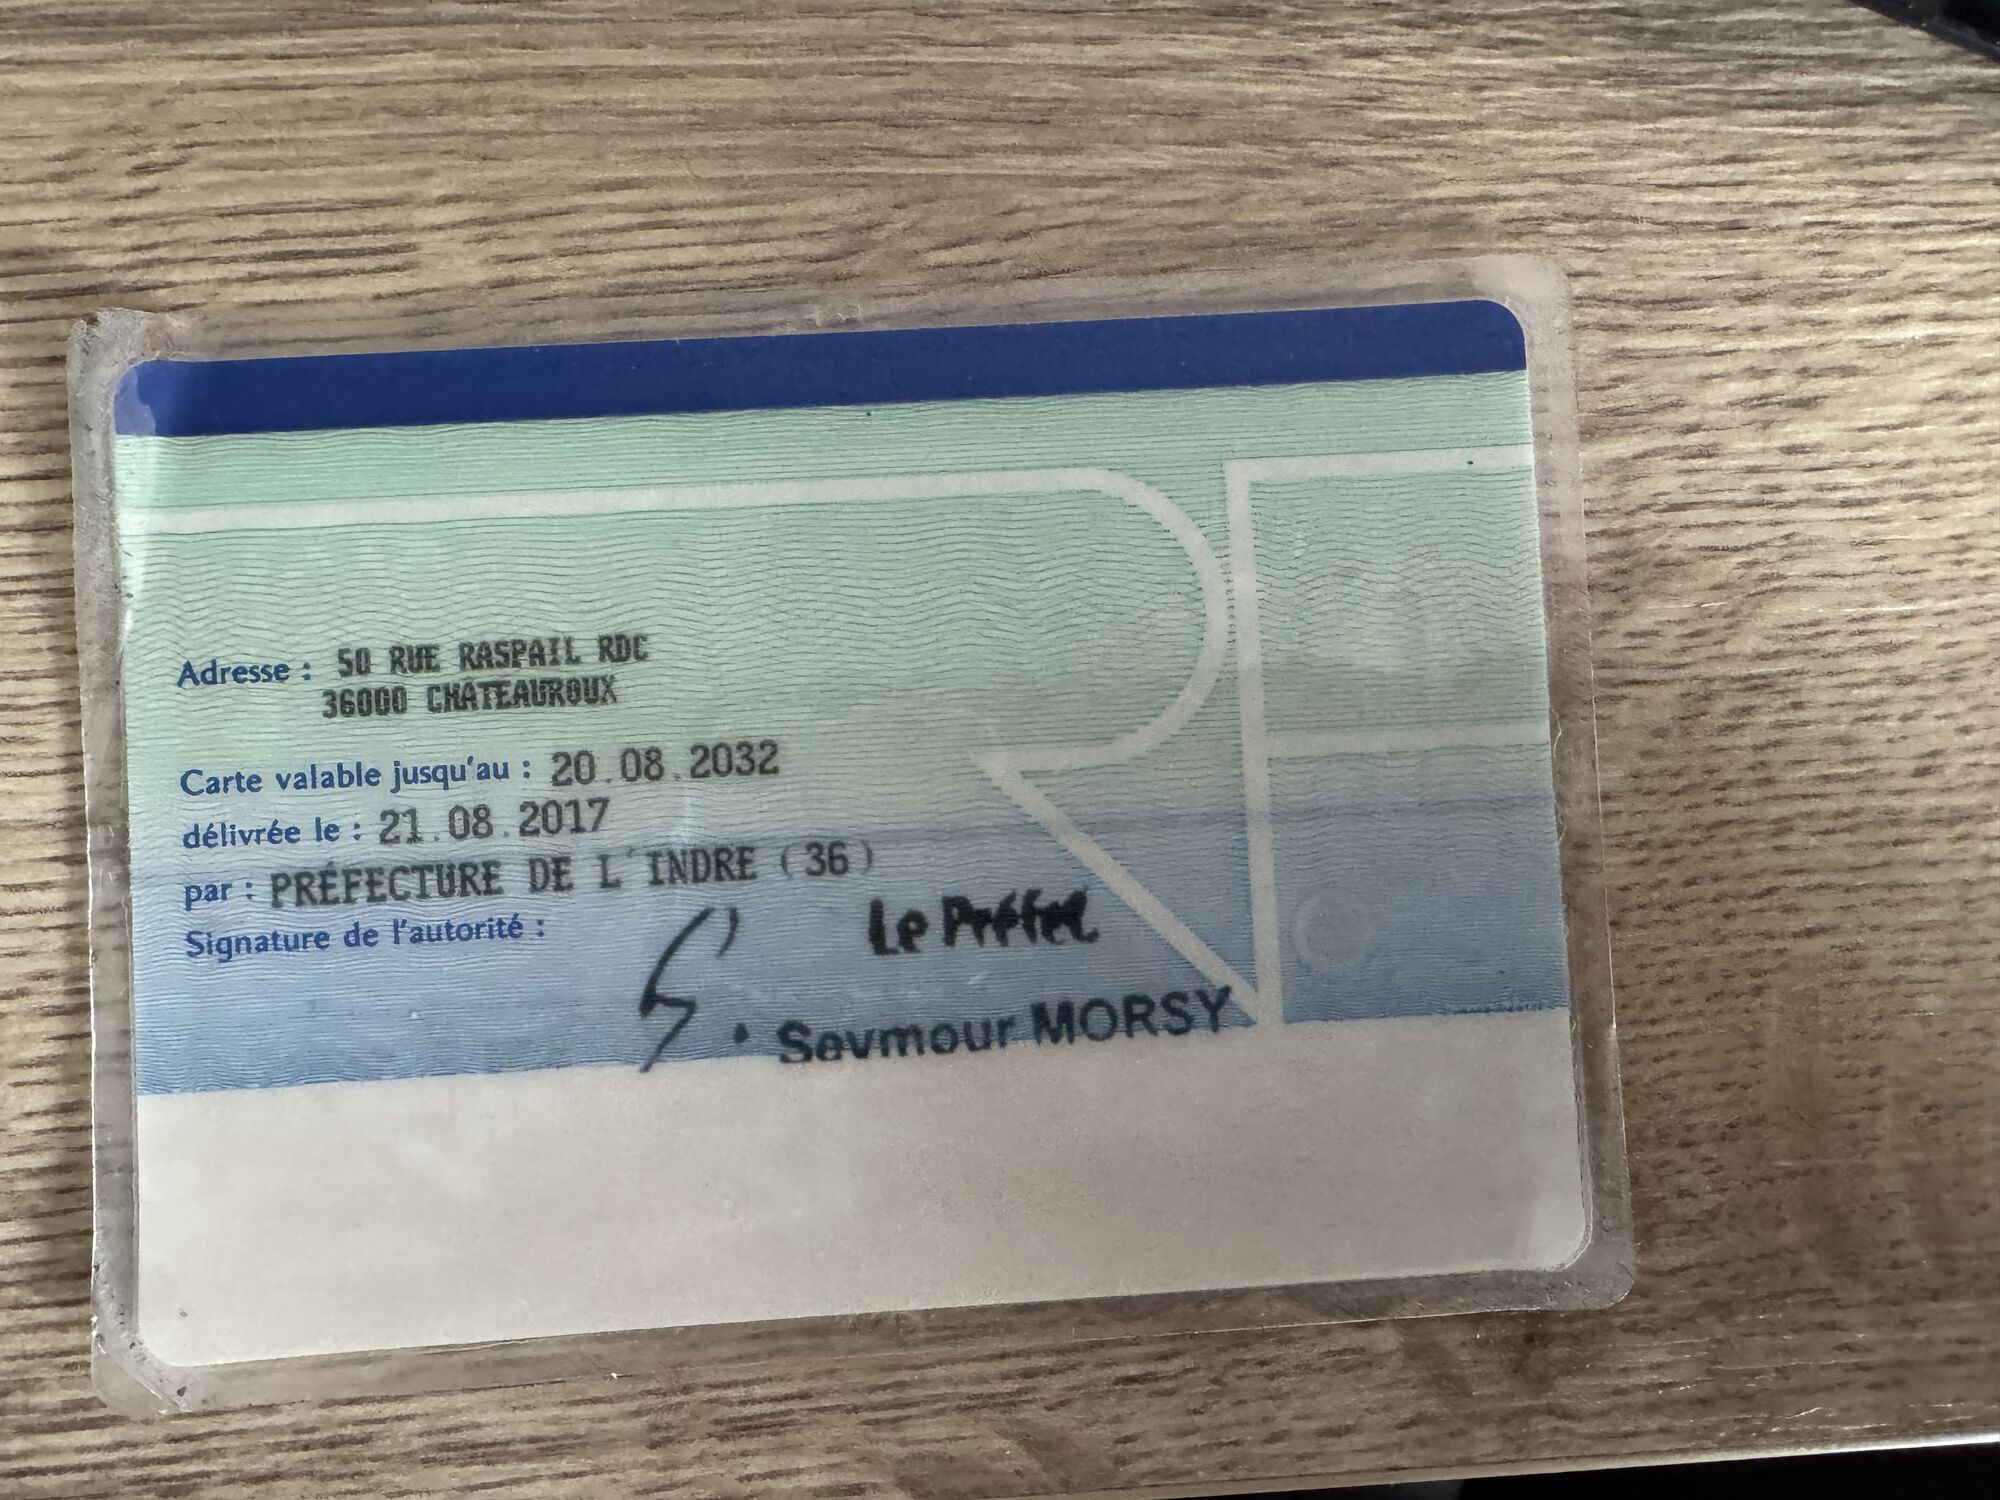 Adresse : 50 RUE RASPAIL RDC
36000 CHÂTEAUROUX
Carte valable jusqu'au : 20.08.2032
délivrée le : 21.08.2017
par : PRÉFECTURE DE L'INDRE (36)
Signature de l'autorité :
Le Préfet
Seymour MORSY